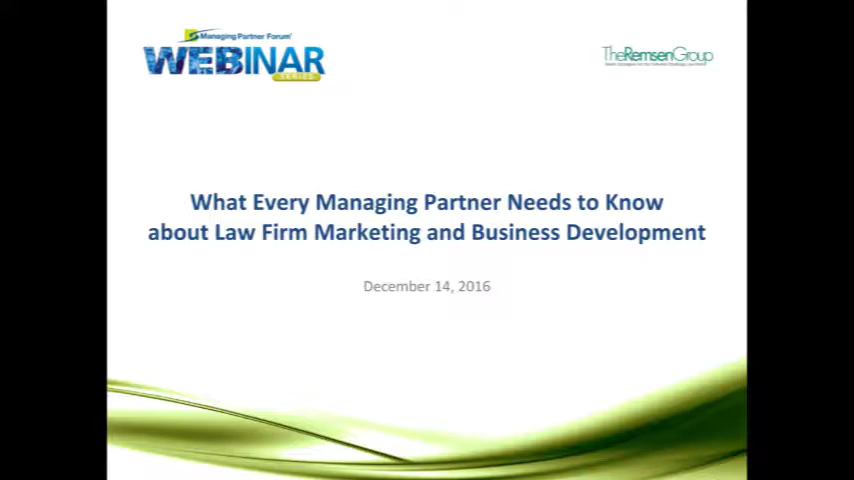 Managing Partner Forum
WEBINAR
SERIES
TheRemsenGroup
What Every Managing Partner Needs to Know
about Law Firm Marketing and Business Development
December 14, 2016